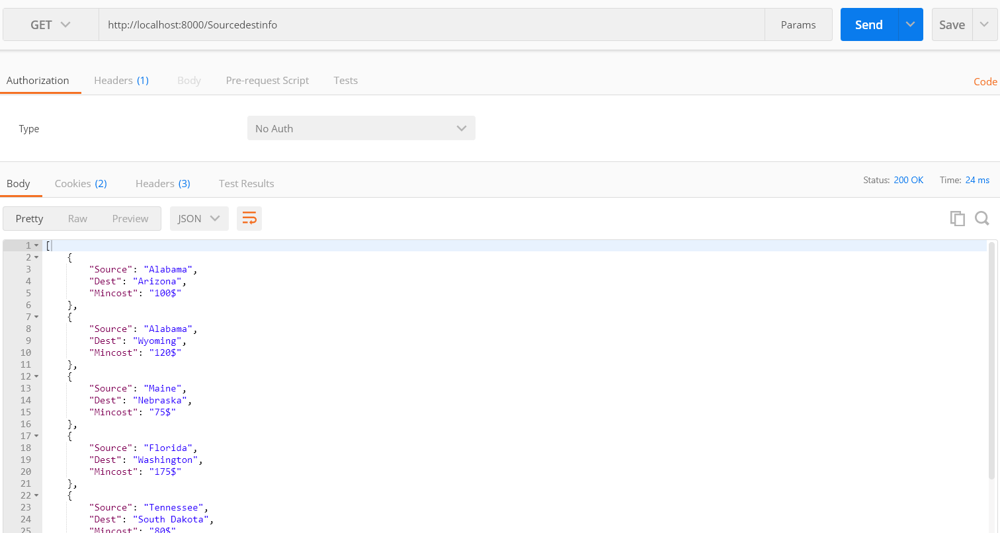 GET http://localhost:8000/Sourcedestinfo Params Send Save
Authorization Headers (1) Body Pre-request Script Tests Code
Type No Auth
Body Cookies (2) Headers (3) Test Results Status: 200 OK Time: 24 ms
Pretty Raw Preview JSON
1 [
2 {
3 "Source": "Alabama",
4 "Dest": "Arizona",
5 "Mincost": "100$"
6 },
7 {
8 "Source": "Alabama",
9 "Dest": "Wyoming",
10 "Mincost": "120$"
11 },
12 {
13 "Source": "Maine",
14 "Dest": "Nebraska",
15 "Mincost": "75$"
16 },
17 {
18 "Source": "Florida",
19 "Dest": "Washington",
20 "Mincost": "175$"
21 },
22 {
23 "Source": "Tennessee",
24 "Dest": "South Dakota",
25 "Mincost": "80$"